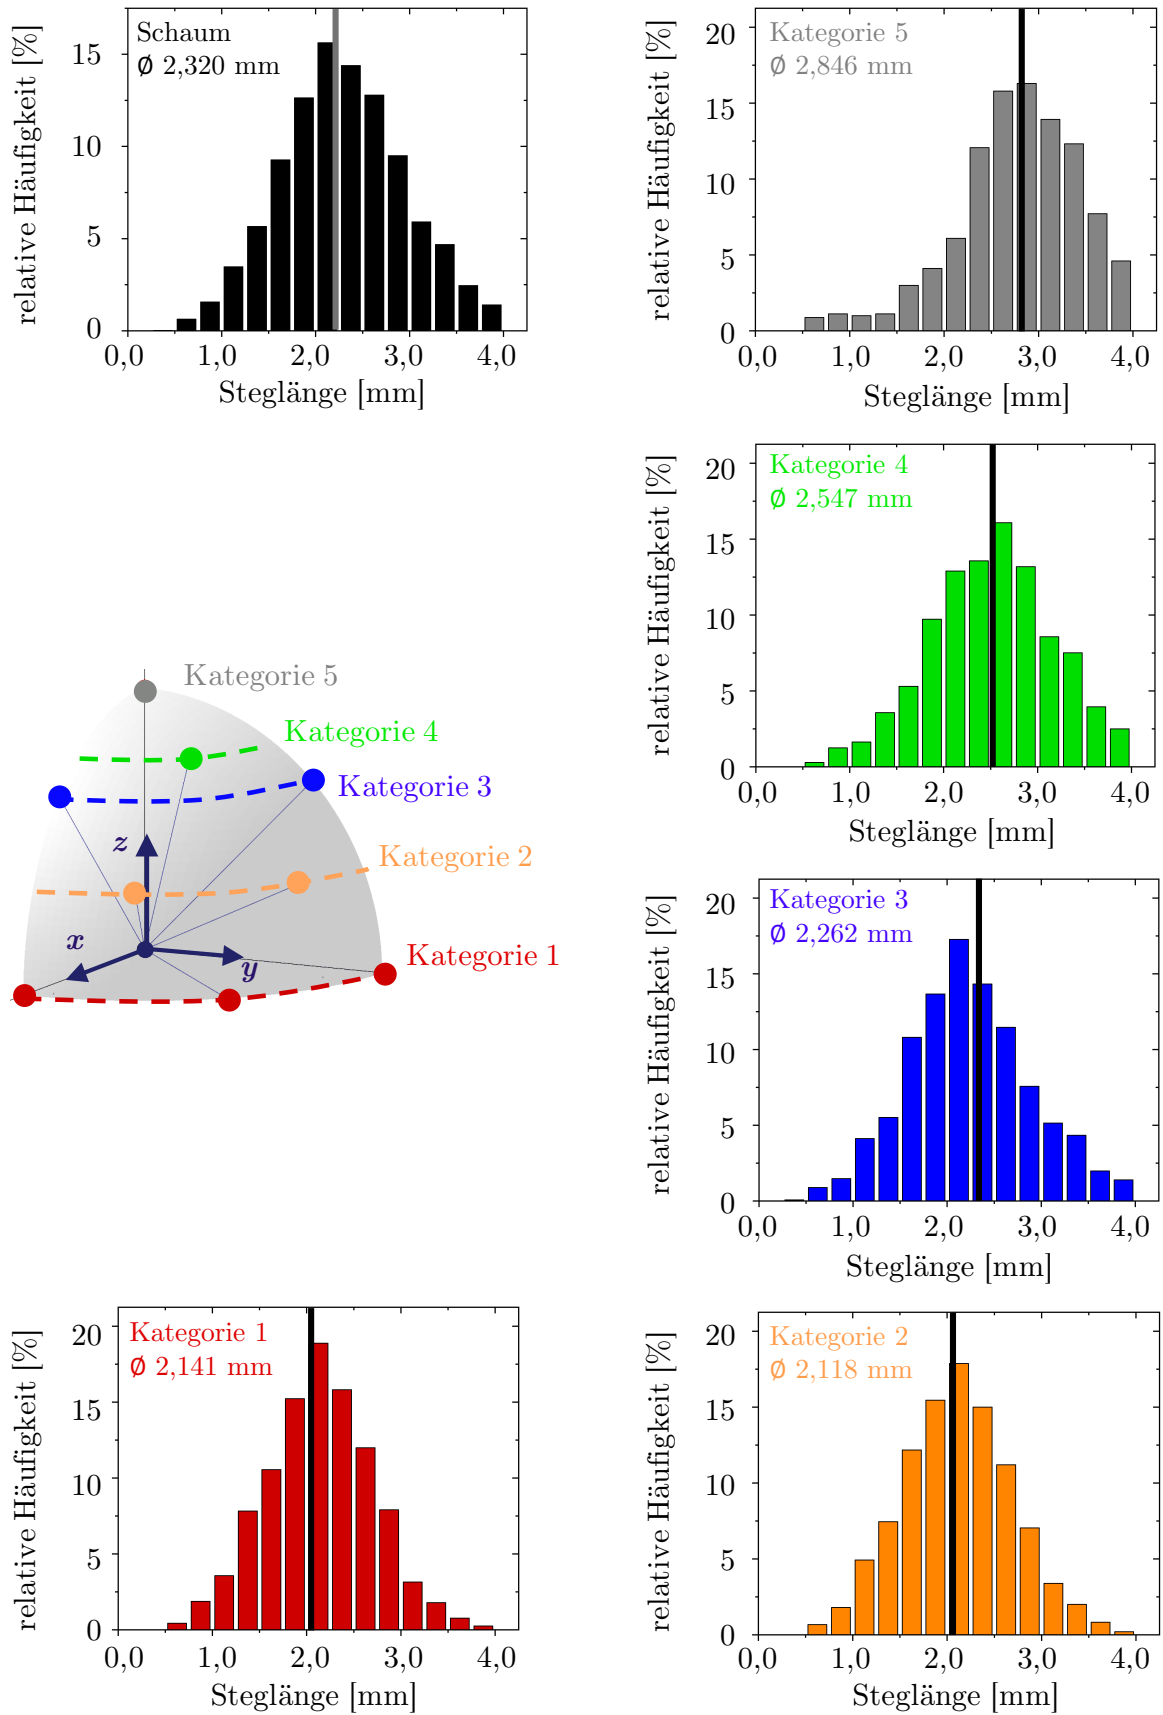 relative Häufigkeit [%]
Schaum
Ø 2,320 mm
15
10
5
0
0,0 1,0 2,0 3,0 4,0
Steglänge [mm]
relative Häufigkeit [%]
Kategorie 5
Ø 2,846 mm
20
15
10
5
0
0,0 1,0 2,0 3,0 4,0
Steglänge [mm]
relative Häufigkeit [%]
Kategorie 4
Ø 2,547 mm
20
15
10
5
0
0,0 1,0 2,0 3,0 4,0
Steglänge [mm]
Kategorie 5
Kategorie 4
Kategorie 3
z
Kategorie 2
x
y
Kategorie 1
relative Häufigkeit [%]
Kategorie 3
Ø 2,262 mm
20
15
10
5
0
0,0 1,0 2,0 3,0 4,0
Steglänge [mm]
relative Häufigkeit [%]
Kategorie 1
Ø 2,141 mm
20
15
10
5
0
0,0 1,0 2,0 3,0 4,0
Steglänge [mm]
relative Häufigkeit [%]
Kategorie 2
Ø 2,118 mm
20
15
10
5
0
0,0 1,0 2,0 3,0 4,0
Steglänge [mm]